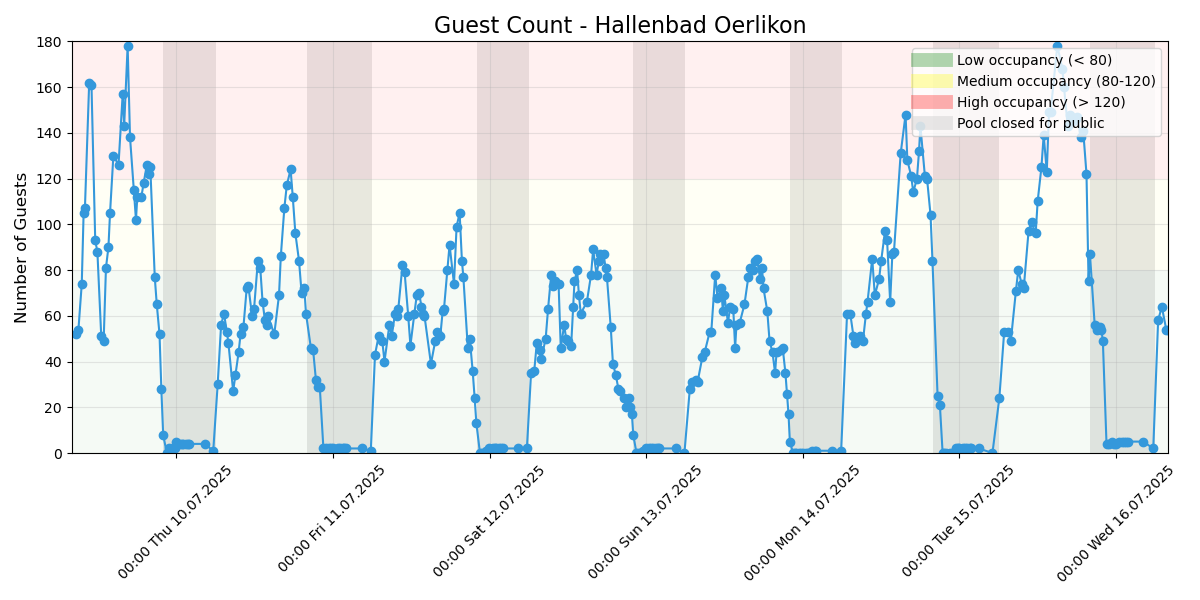 Guest Count - Hallenbad Oerlikon
Number of Guests
180
160
140
120
100
80
60
40
20
0
Low occupancy (< 80)
Medium occupancy (80-120)
High occupancy (> 120)
Pool closed for public
00:00 Thu 10.07.2025
00:00 Fri 11.07.2025
00:00 Sat 12.07.2025
00:00 Sun 13.07.2025
00:00 Mon 14.07.2025
00:00 Tue 15.07.2025
00:00 Wed 16.07.2025